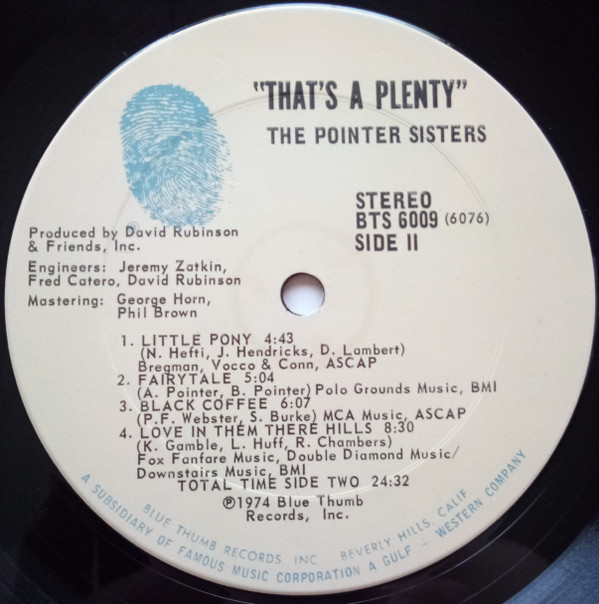 "THAT'S A PLENTY"
THE POINTER SISTERS
STEREO
BTS 6009 (6076)
SIDE II
Produced by David Rubinson
& Friends, Inc.
Engineers: Jeremy Zatkin,
Fred Catero, David Rubinson
Mastering: George Horn,
Phil Brown
1. LITTLE PONY 4:43
(N. Hefti, J. Hendricks, D. Lambert)
Bregman, Vocco & Conn, ASCAP
2. FAIRYTALE 5:04
(A. Pointer, B. Pointer) Polo Grounds Music, BMI
3. BLACK COFFEE 6:07
(P.F. Webster, S. Burke) MCA Music, ASCAP
4. LOVE IN THEM THERE HILLS 8:30
(K. Gamble, L. Huff, R. Chambers)
Fox Fanfare Music, Double Diamond Music/
Downstairs Music, BMI
TOTAL TIME SIDE TWO 24:32
℗1974 Blue Thumb
Records, Inc.
BLUE THUMB RECORDS, INC. BEVERLY HILLS, CALIF.
A SUBSIDIARY OF FAMOUS MUSIC CORPORATION A GULF + WESTERN COMPANY